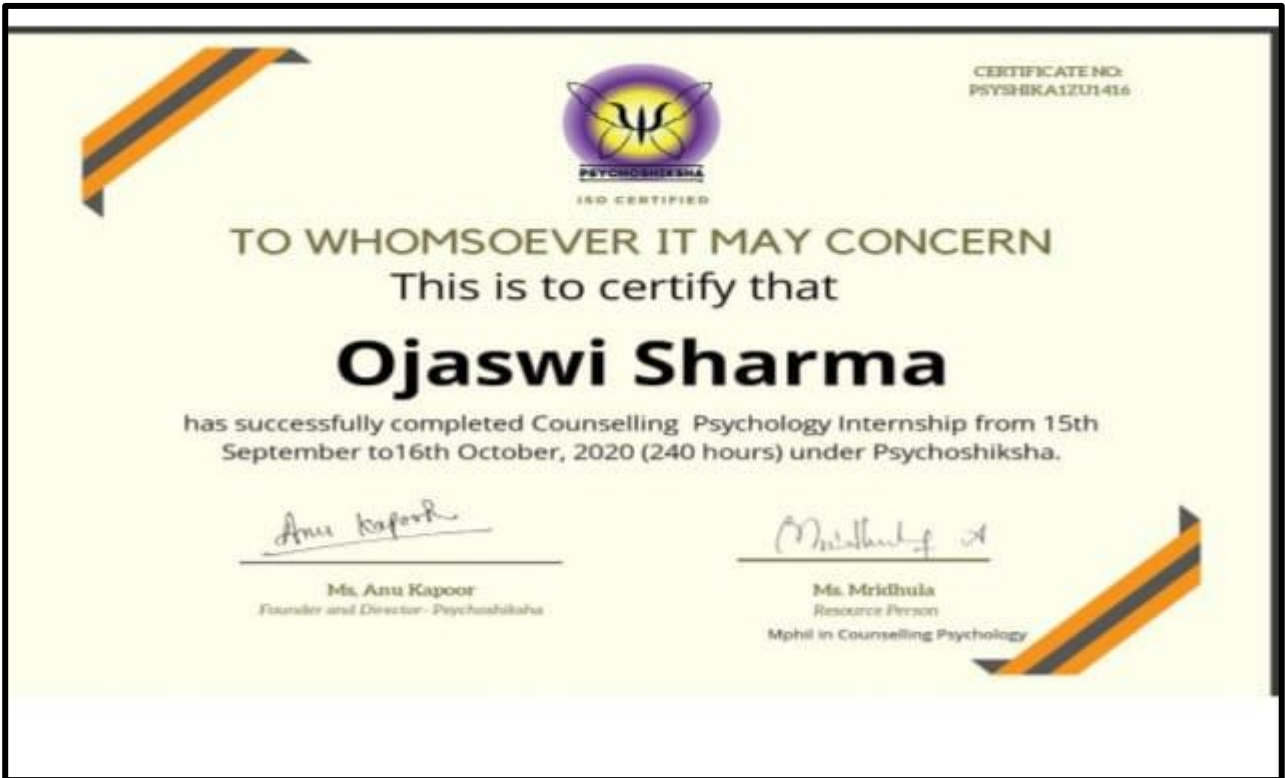 CERTIFICATE NO:
PSYSHIKA1ZU1416
PSYCHOSHIKSHA
ISO CERTIFIED
TO WHOMSOEVER IT MAY CONCERN
This is to certify that
Ojaswi Sharma
has successfully completed Counselling Psychology Internship from 15th
September to16th October, 2020 (240 hours) under Psychoshiksha.
Anu Kapoor
Ms. Anu Kapoor
Founder and Director- Psychoshiksha
Ms. Mridhula
Resource Person
Mphil in Counselling Psychology